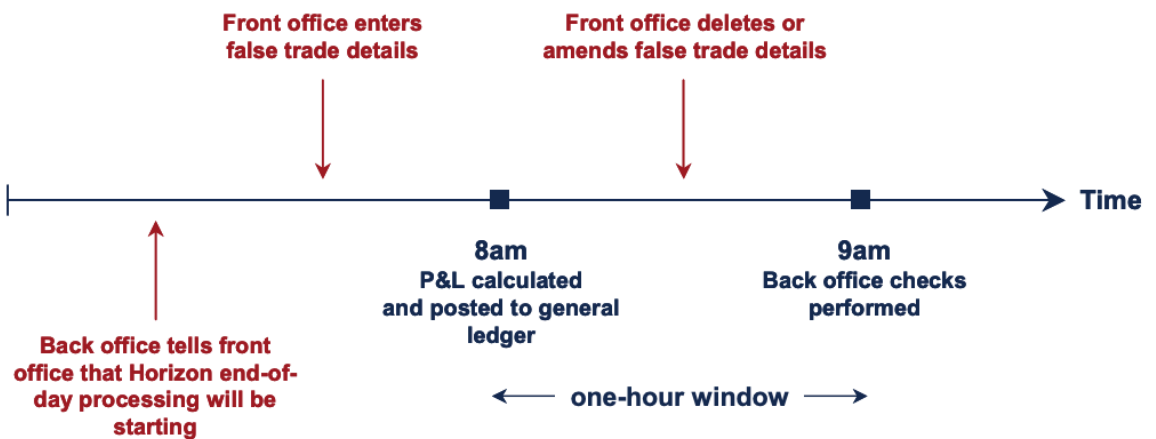 Front office enters
false trade details
Front office deletes or
amends false trade details
Time
8am
P&L calculated
and posted to general
ledger
9am
Back office checks
performed
Back office tells front
office that Horizon end-of-
day processing will be
starting
one-hour window